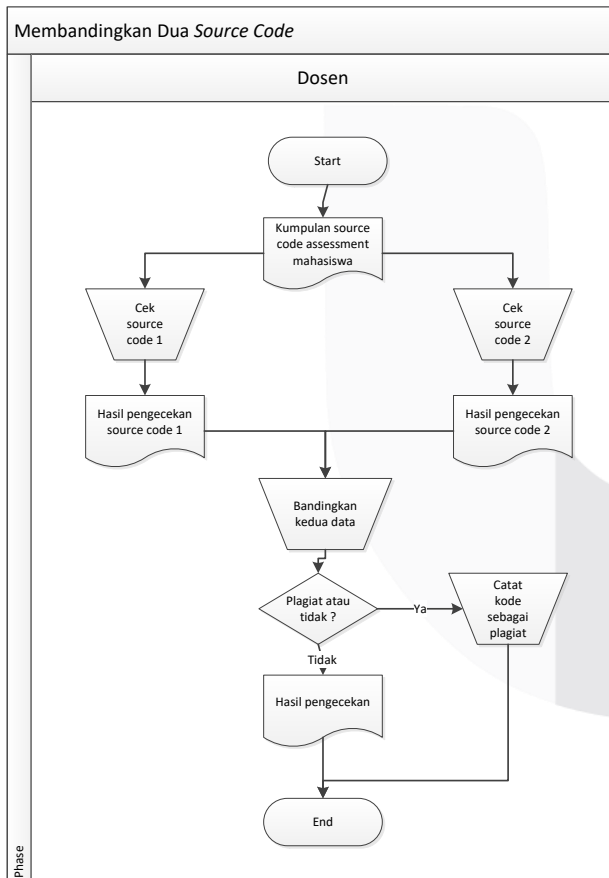 Membandingkan Dua Source Code
Dosen
Start
Kumpulan source
code assessment
mahasiswa
Cek
source
code 1
Cek
source
code 2
Hasil pengecekan
source code 1
Hasil pengecekan
source code 2
Bandingkan
kedua data
Plagiat atau
tidak ?
Ya
Catat
kode
sebagai
plagiat
Tidak
Hasil pengecekan
End
Phase